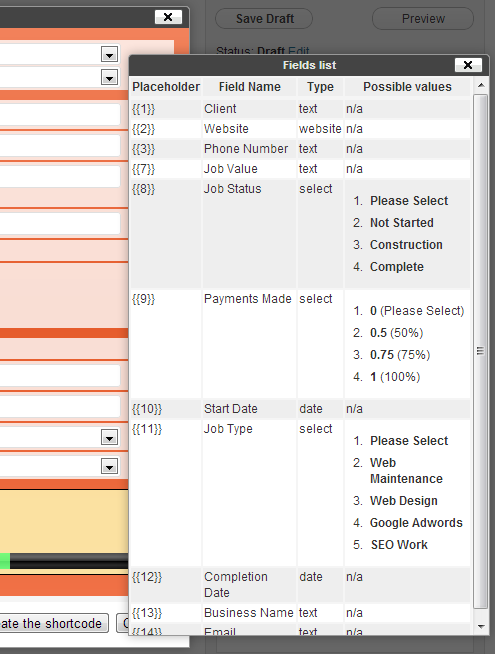 Save Draft
Preview
Status: Draft Edit
Fields list
Placeholder Field Name Type Possible values
{{1}} Client text n/a
{{2}} Website website n/a
{{3}} Phone Number text n/a
{{7}} Job Value text n/a
{{8}} Job Status select
1. Please Select
2. Not Started
3. Construction
4. Complete
{{9}} Payments Made select
1. 0 (Please Select)
2. 0.5 (50%)
3. 0.75 (75%)
4. 1 (100%)
{{10}} Start Date date n/a
{{11}} Job Type select
1. Please Select
2. Web
Maintenance
3. Web Design
4. Google Adwords
5. SEO Work
{{12}} Completion date n/a
Date
{{13}} Business Name text n/a
{{14}} Email text n/a
ate the shortcode